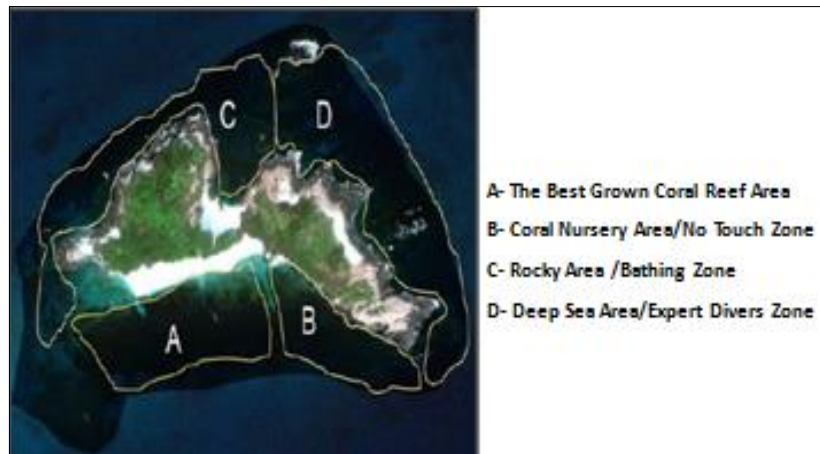 C
D
A
B
A- The Best Grown Coral Reef Area
B- Coral Nursery Area/No Touch Zone
C- Rocky Area /Bathing Zone
D- Deep Sea Area/Expert Divers Zone